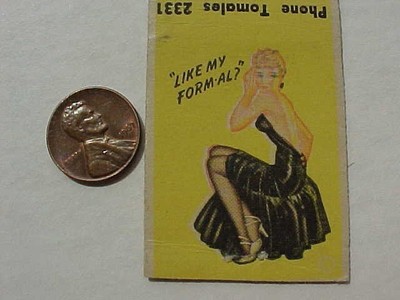 Phone Tomales 2331
"LIKE MY
FORM-AL?"